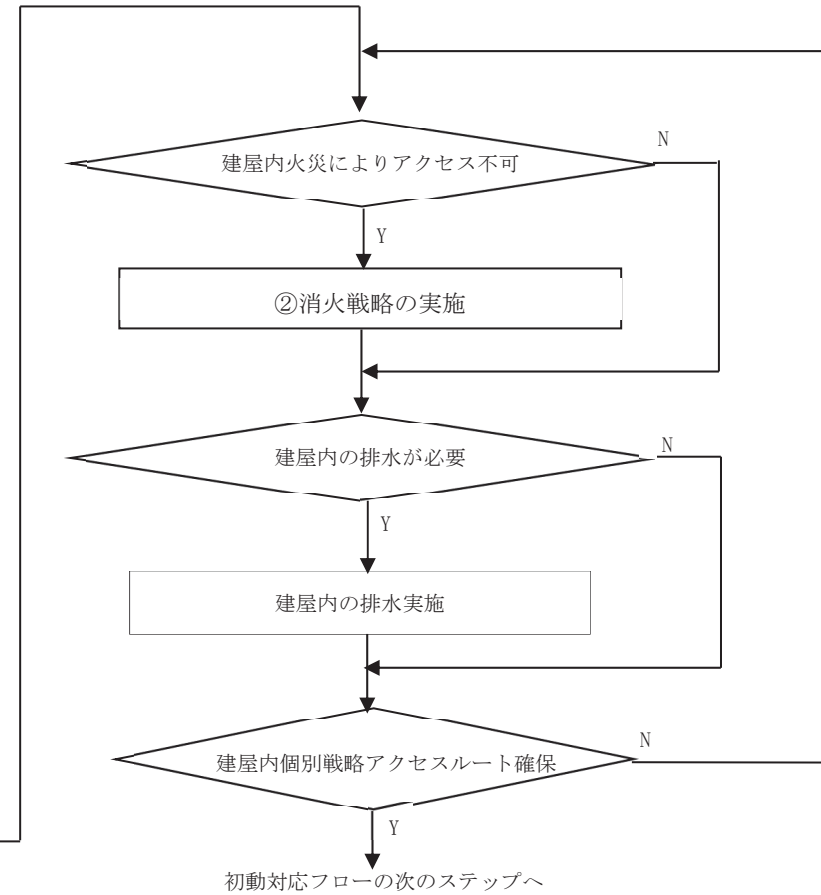 建屋内火災によりアクセス不可
N
Y
②消火戦略の実施
建屋内の排水が必要
N
Y
建屋内の排水実施
建屋内個別戦略アクセスルート確保
N
Y
初動対応フローの次のステップへ